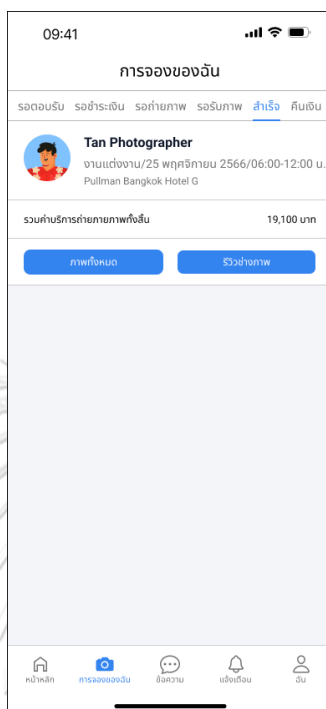 09:41
การจองของฉัน
รอตอบรับ รอชำระเงิน รอถ่ายภาพ รอรับภาพ สำเร็จ คืนเงิน
Tan Photographer
งานแต่งงาน/25 พฤศจิกายน 2566/06:00-12:00 น.
Pullman Bangkok Hotel G
รวมค่าบริการถ่ายภายภาพทั้งสิ้น 19,100 บาท
ภาพทั้งหมด รีวิวช่างภาพ
หน้าหลัก การจองของฉัน ข้อความ แจ้งเตือน ฉัน